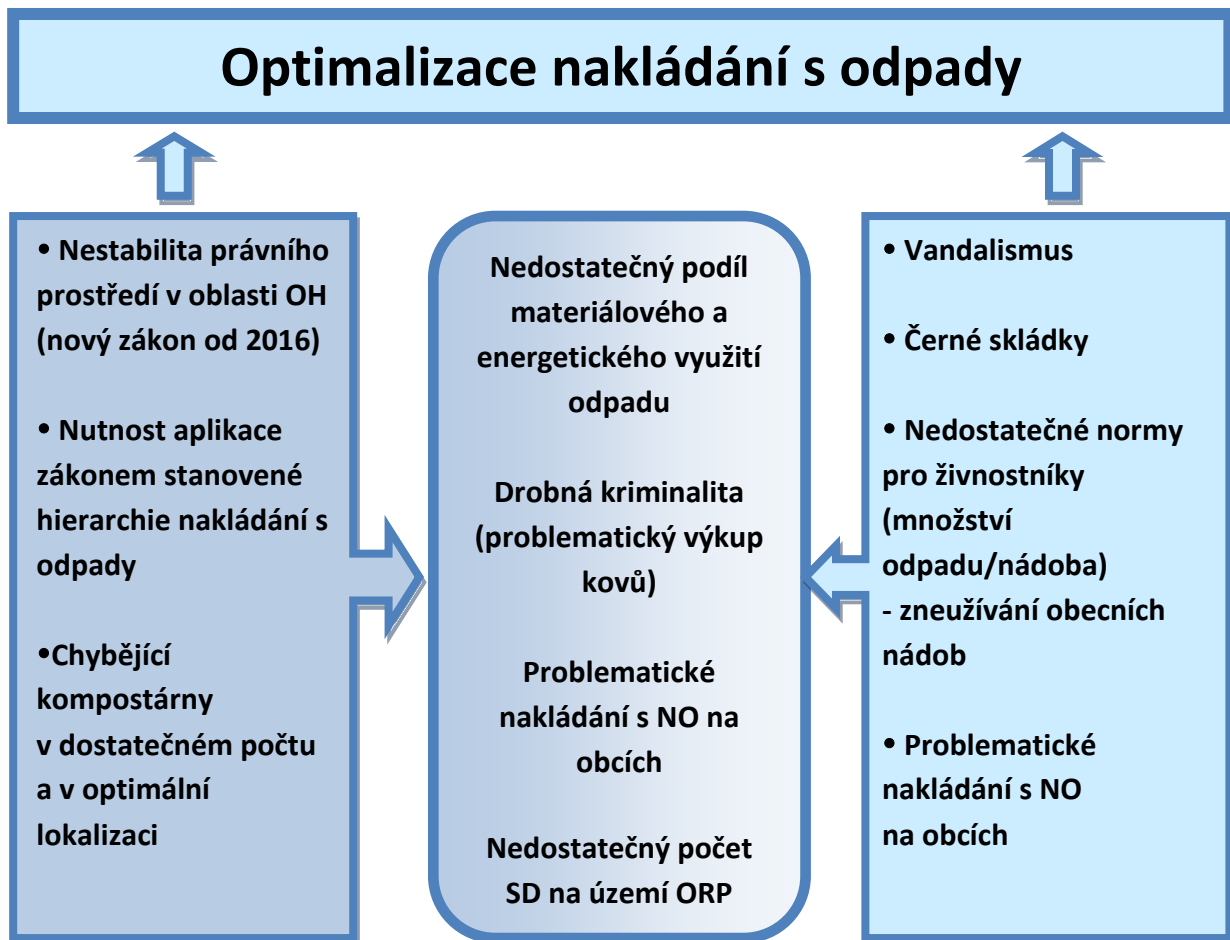 Optimalizace nakládání s odpady
• Nestabilita právního
prostředí v oblasti OH
(nový zákon od 2016)
• Nutnost aplikace
zákonem stanovené
hierarchie nakládání s
odpady
•Chybějící
kompostárny
v dostatečném počtu
a v optimální
lokalizaci
Nedostatečný podíl
materiálového a
energetického využití
odpadu
Drobná kriminalita
(problematický výkup
kovů)
Problematické
nakládání s NO na
obcích
Nedostatečný počet
SD na území ORP
• Vandalismus
• Černé skládky
• Nedostatečné normy
pro živnostníky
(množství
odpadu/nádoba)
- zneužívání obecních
nádob
• Problematické
nakládání s NO
na obcích